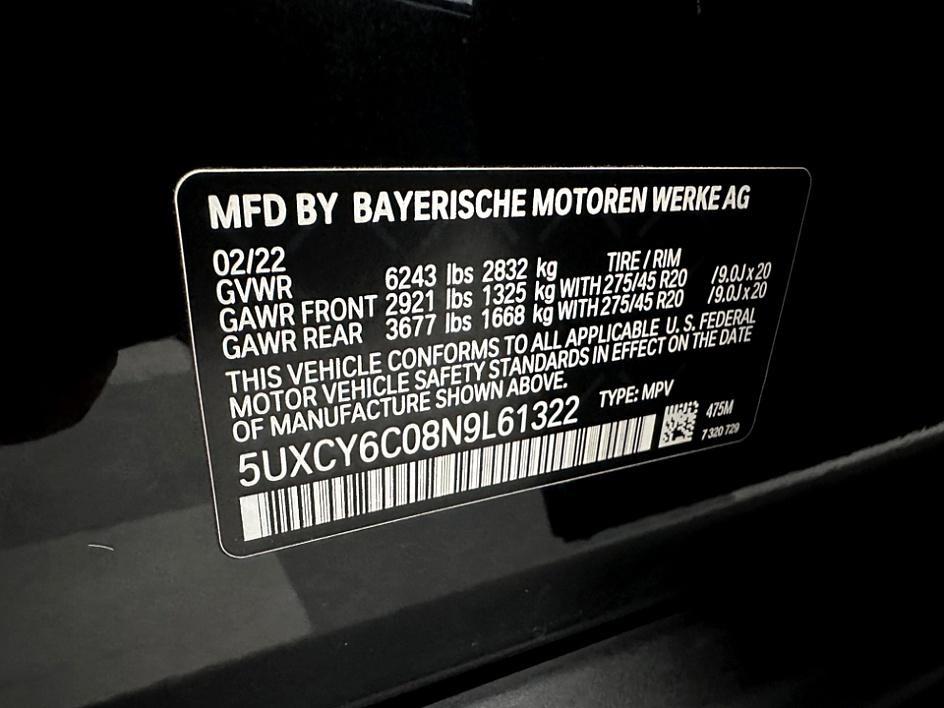 MFD BY BAYERISCHE MOTOREN WERKE AG
02/22 TIRE / RIM
GVWR 6243 lbs 2832 kg
GAWR FRONT 2921 lbs 1325 kg WITH 275/45 R20 /9.0J x 20
GAWR REAR 3677 lbs 1668 kg WITH 275/45 R20 /9.0J x 20
THIS VEHICLE CONFORMS TO ALL APPLICABLE U. S. FEDERAL
MOTOR VEHICLE SAFETY STANDARDS IN EFFECT ON THE DATE
OF MANUFACTURE SHOWN ABOVE.
5UXCY6C08N9L61322 TYPE: MPV
475M
7 320 729